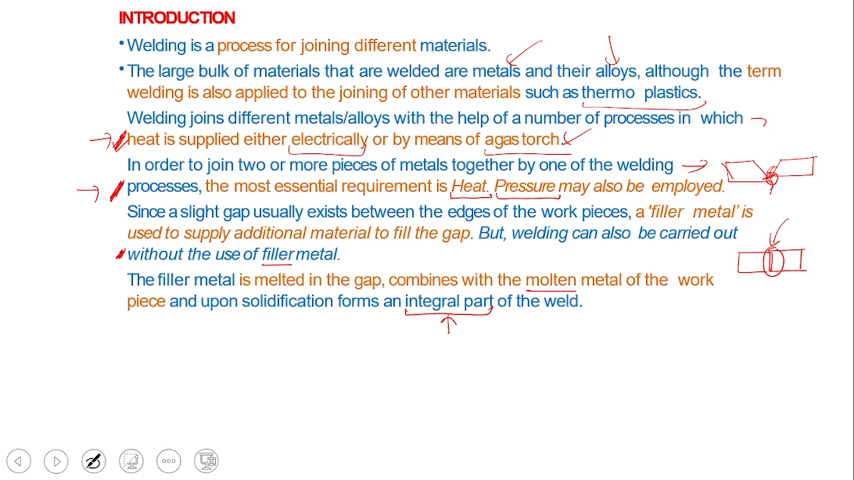 INTRODUCTION
• Welding is a process for joining different materials.
• The large bulk of materials that are welded are metals and their alloys, although the term
welding is also applied to the joining of other materials such as thermo plastics.
Welding joins different metals/alloys with the help of a number of processes in which
heat is supplied either electrically or by means of a gas torch.
In order to join two or more pieces of metals together by one of the welding
processes, the most essential requirement is Heat. Pressure may also be employed.
Since a slight gap usually exists between the edges of the work pieces, a 'filler metal' is
used to supply additional material to fill the gap. But, welding can also be carried out
without the use of filler metal.
The filler metal is melted in the gap, combines with the molten metal of the work
piece and upon solidification forms an integral part of the weld.